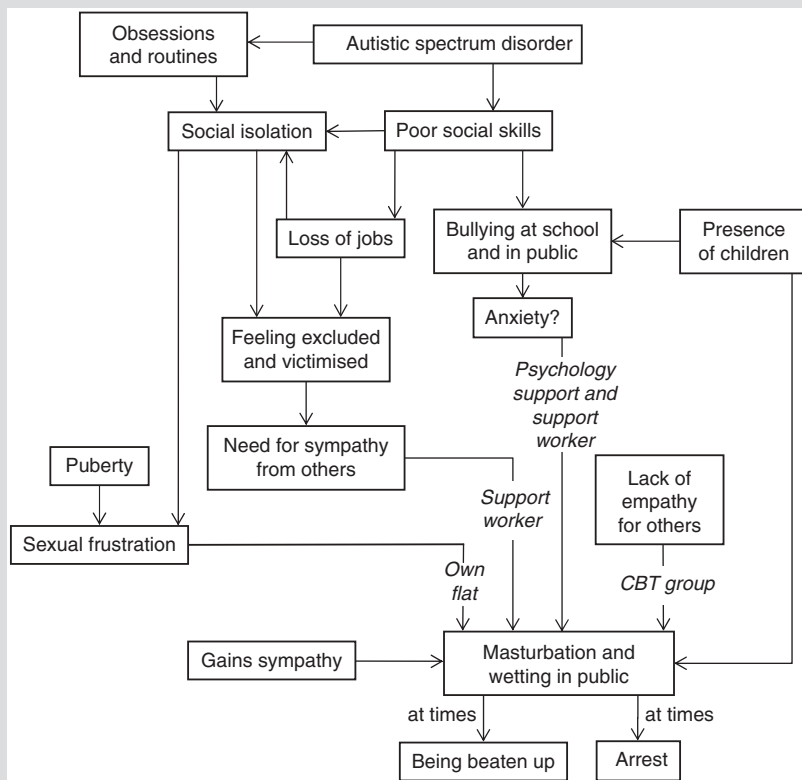 Obsessions
and routines
Autistic spectrum disorder
Social isolation
Poor social skills
Loss of jobs
Bullying at school
and in public
Presence
of children
Anxiety?
Feeling excluded
and victimised
Psychology
support and
support
worker
Need for sympathy
from others
Puberty
Support
worker
Lack of
empathy
for others
Sexual frustration
Own
flat
CBT group
Gains sympathy
Masturbation and
wetting in public
at times
at times
Being beaten up
Arrest